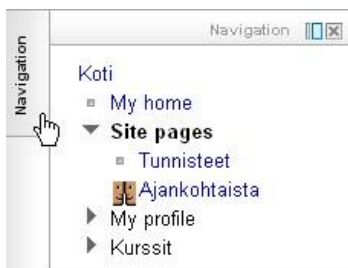 Navigation
Navigation
Koti
My home
Site pages
Tunnisteet
Ajankohtaista
My profile
Kurssit